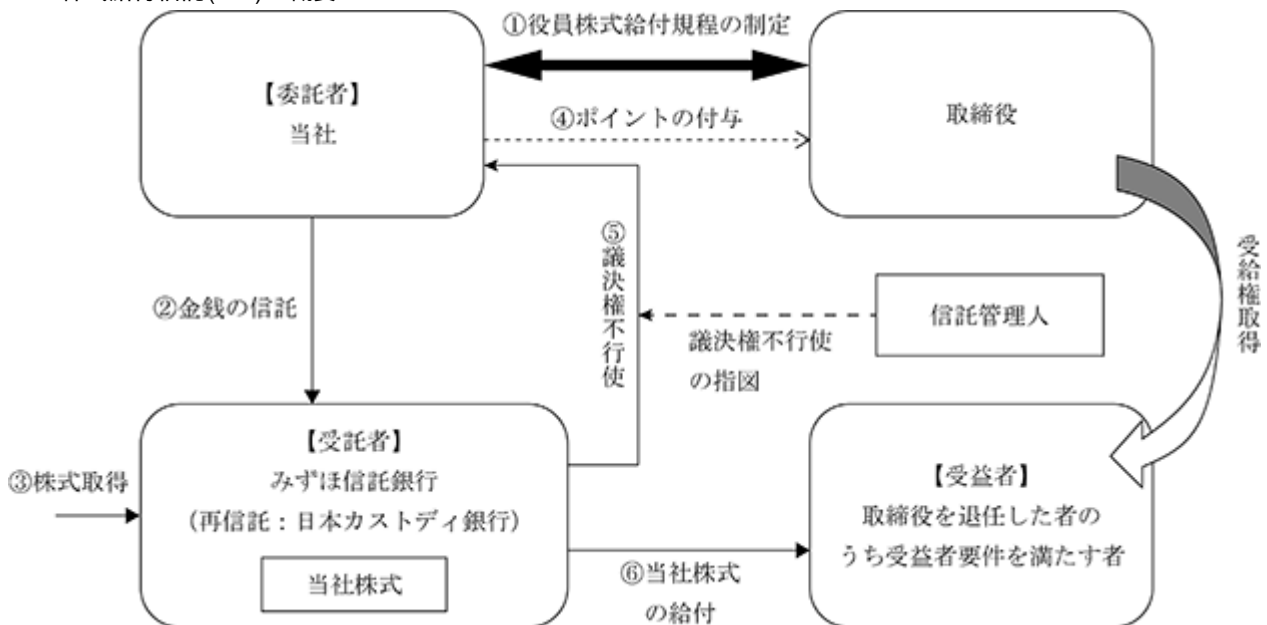 ①役員株式給付規程の制定
【委託者】
当社
④ポイントの付与
取締役
⑤議決権不行使
受給権取得
②金銭の信託
信託管理人
議決権不行使
の指図
【受託者】
みずほ信託銀行
(再信託：日本カストディ銀行)
当社株式
③株式取得
【受益者】
取締役を退任した者の
うち受益者要件を満たす者
⑥当社株式
の給付